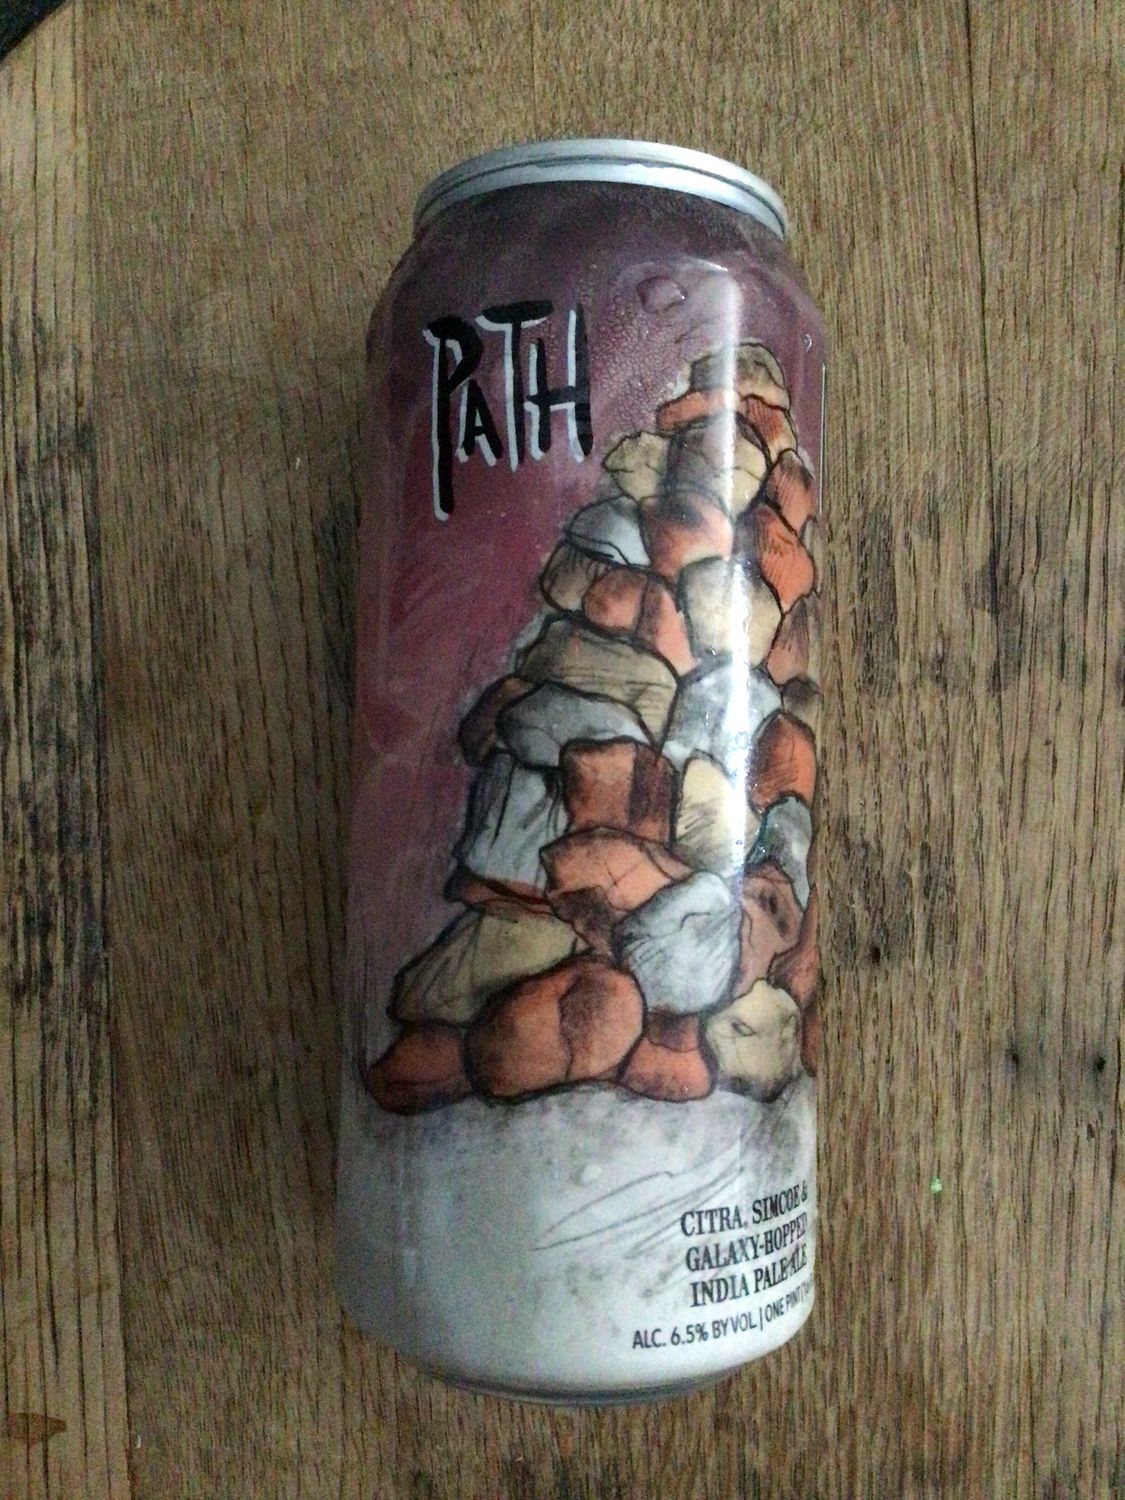 PATH
CITRA, SIMCOE &
GALAXY-HOPPED
INDIA PALE ALE
ALC. 6.5% BY VOL. | ONE PINT